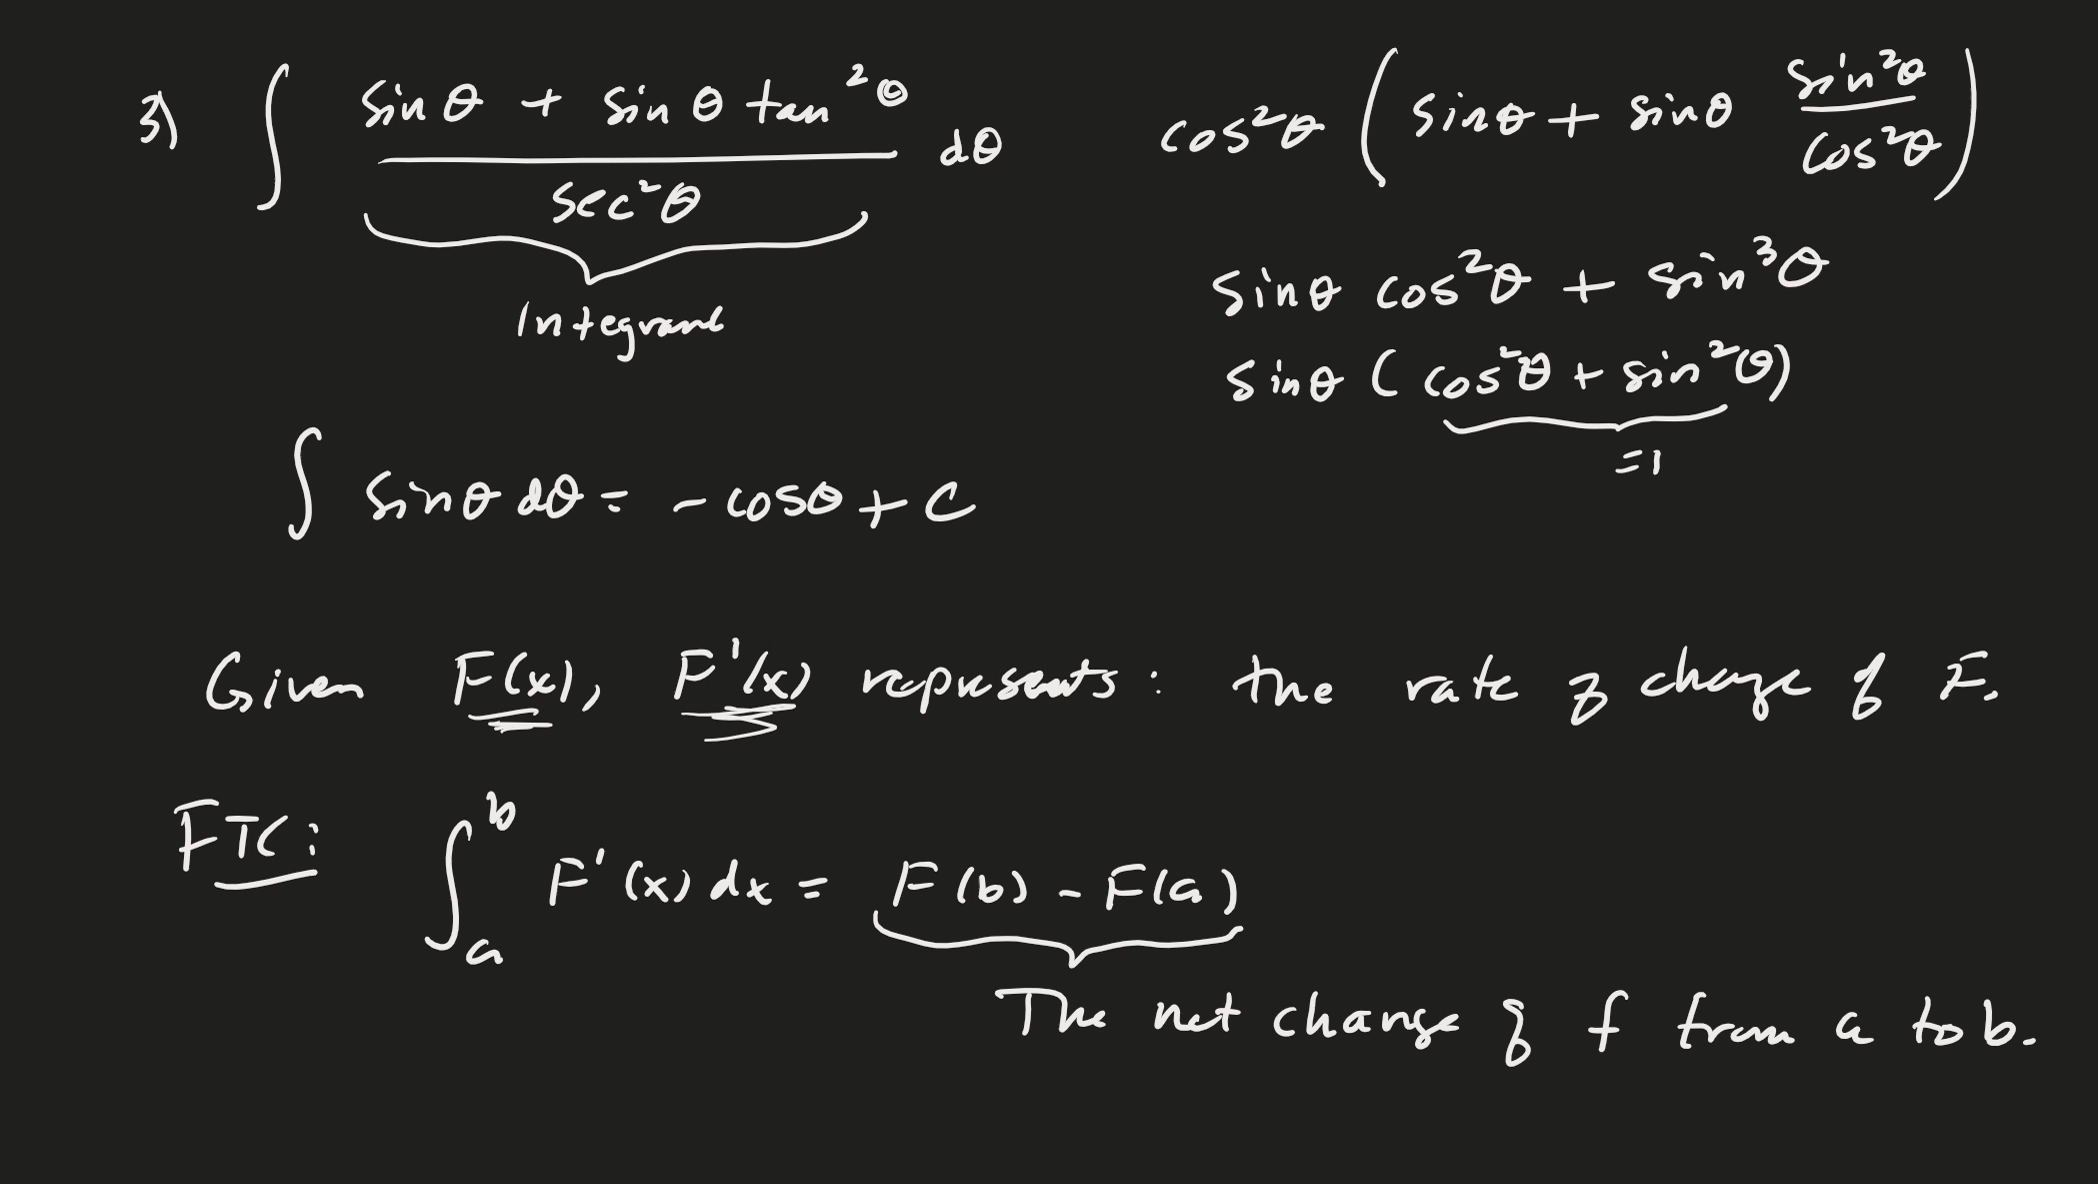 3) ∫ (sin θ + sin θ tan²θ) / sec²θ dθ
Integrand
cos²θ ( sinθ + sinθ sin²θ / cos²θ )
sinθ cos²θ + sin³θ
sinθ ( cos²θ + sin²θ )
=1
∫ sinθ dθ = - cosθ + C
Given F(x), F'(x) represents : the rate of change of F.
FTC: ∫_a^b F'(x) dx = F(b) - F(a)
The net change of f from a to b.